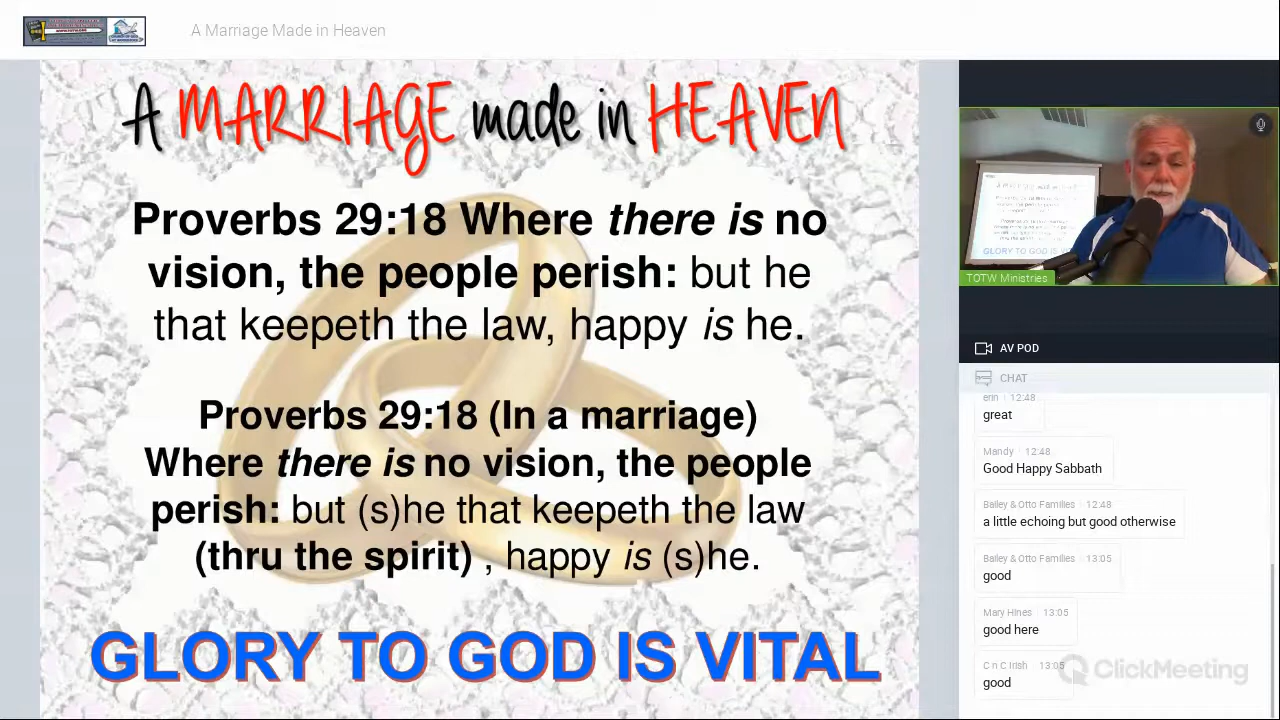 A Marriage Made in Heaven
A MARRIAGE made in HEAVEN
Proverbs 29:18 Where there is no
vision, the people perish: but he
that keepeth the law, happy is he.
Proverbs 29:18 (In a marriage)
Where there is no vision, the people
perish: but (s)he that keepeth the law
(thru the spirit) , happy is (s)he.
GLORY TO GOD IS VITAL
TOTW Ministries
AV POD
CHAT
erin 12:48
great
Mandy 12:48
Good Happy Sabbath
Bailey & Otto Families 12:48
a little echoing but good otherwise
Bailey & Otto Families 13:05
good
Mary Hines 13:05
good here
C n C Irish 13:05
good
ClickMeeting